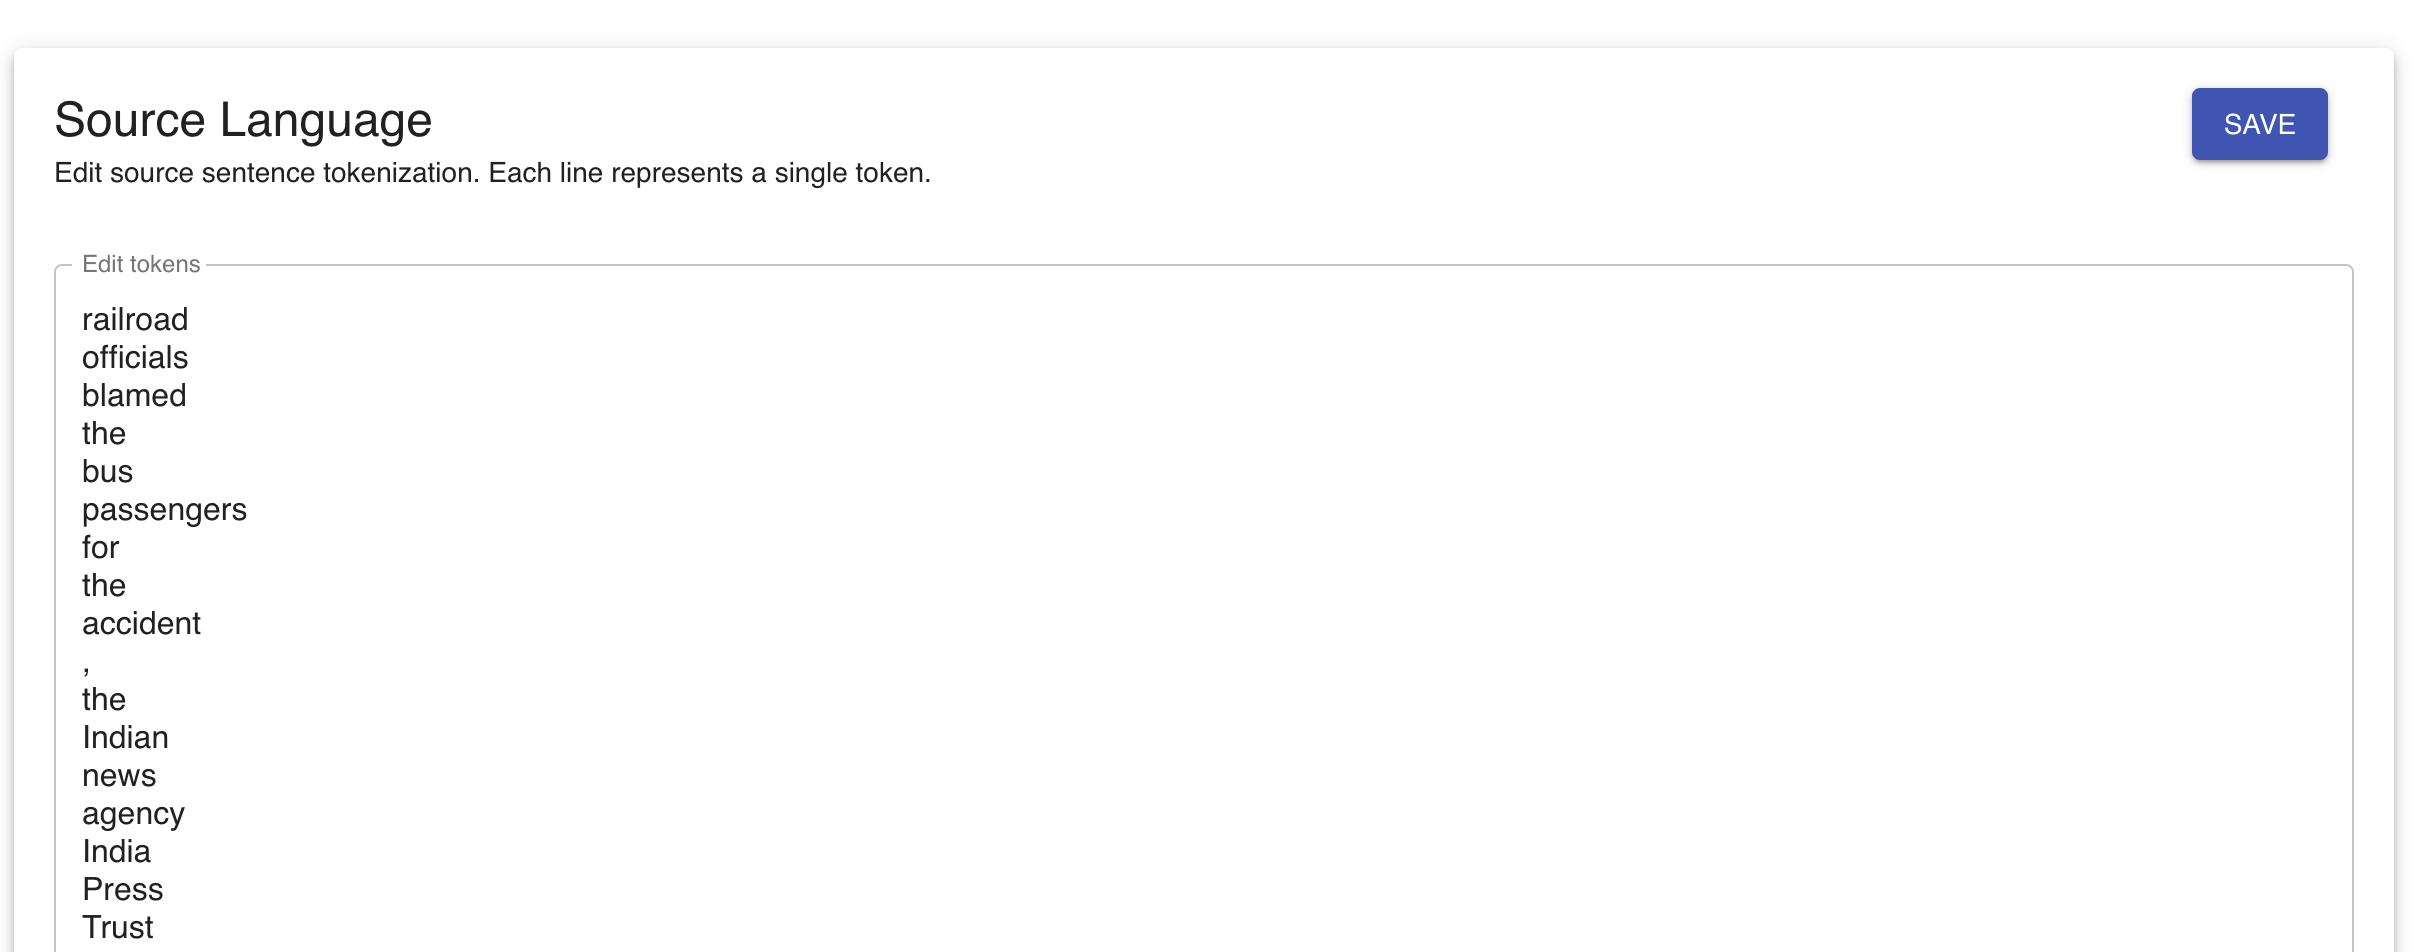 Source Language
SAVE
Edit source sentence tokenization. Each line represents a single token.
Edit tokens
railroad
officials
blamed
the
bus
passengers
for
the
accident
,
the
Indian
news
agency
India
Press
Trust